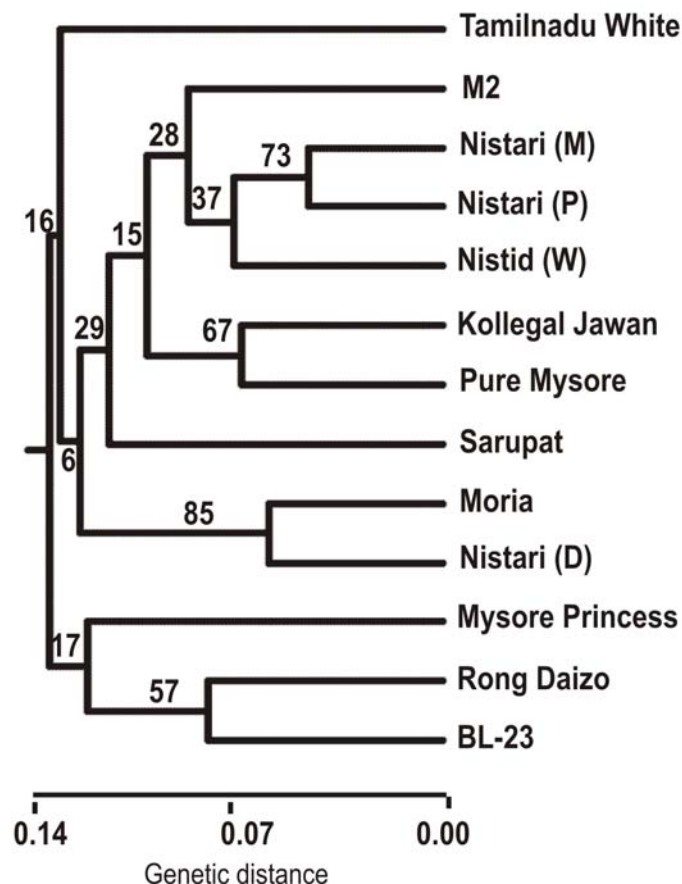 Tamilnadu White
M2
28
73
Nistari (M)
37
Nistari (P)
16
15
Nistid (W)
29
67
Kollegal Jawan
Pure Mysore
6
Sarupat
85
Moria
Nistari (D)
17
Mysore Princess
57
Rong Daizo
BL-23
0.14 0.07 0.00
Genetic distance